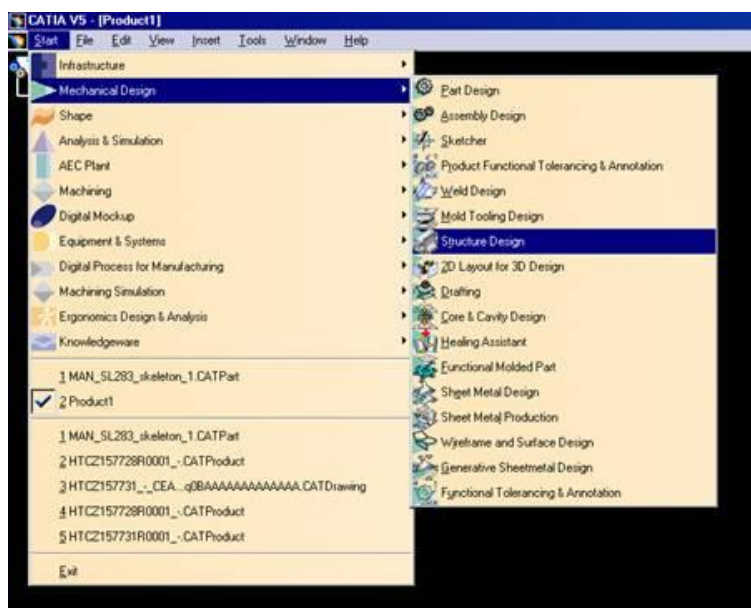 CATIA V5 - [Product1]
Start File Edit View Insert Tools Window Help
Infrastructure
Mechanical Design
Shape
Analysis & Simulation
AEC Plant
Machining
Digital Mockup
Equipment & Systems
Digital Process for Manufacturing
Machining Simulation
Ergonomics Design & Analysis
Knowledgeware
1 MAN_SL283_skeleton_1.CATPart
2 Product1
1 MAN_SL283_skeleton_1.CATPart
2 HTCZ157728R0001_-.CATProduct
3 HTCZ157731_-_CEA...q0BAAAAAAAAAAAAA.CATDrawing
4 HTCZ157728R0001_-.CATProduct
5 HTCZ157731R0001_-.CATProduct
Exit
Part Design
Assembly Design
Sketcher
Product Functional Tolerancing & Annotation
Weld Design
Mold Tooling Design
Structure Design
2D Layout for 3D Design
Drafting
Core & Cavity Design
Healing Assistant
Functional Molded Part
Sheet Metal Design
Sheet Metal Production
Wireframe and Surface Design
Generative Sheetmetal Design
Functional Tolerancing & Annotation